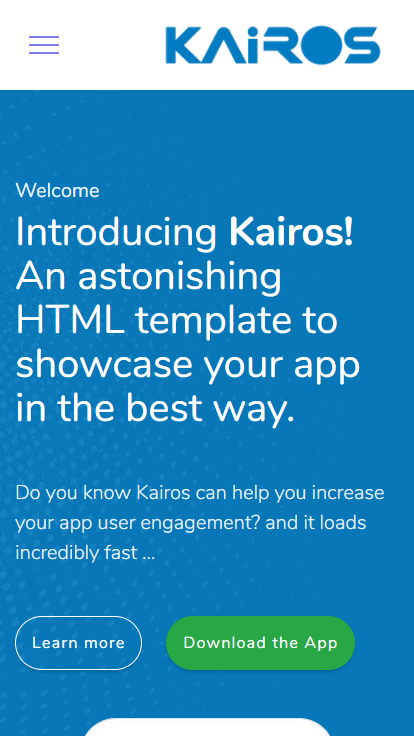 KAiROS
Welcome
Introducing Kairos!
An astonishing
HTML template to
showcase your app
in the best way.
Do you know Kairos can help you increase
your app user engagement? and it loads
incredibly fast ...
Learn more
Download the App